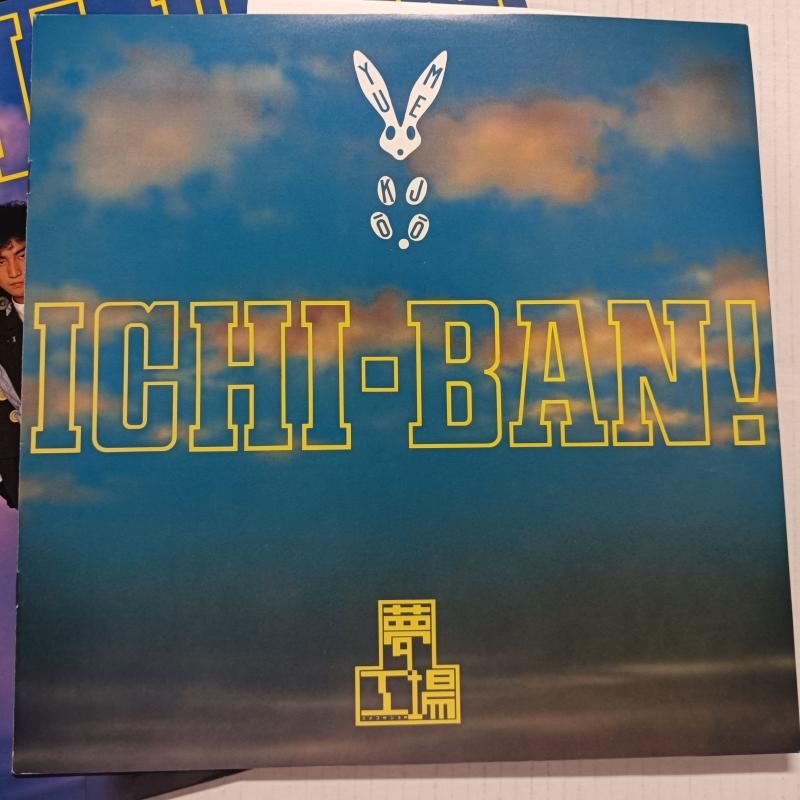 YUME
KŌJŌ
ICHI-BAN!
夢
工場